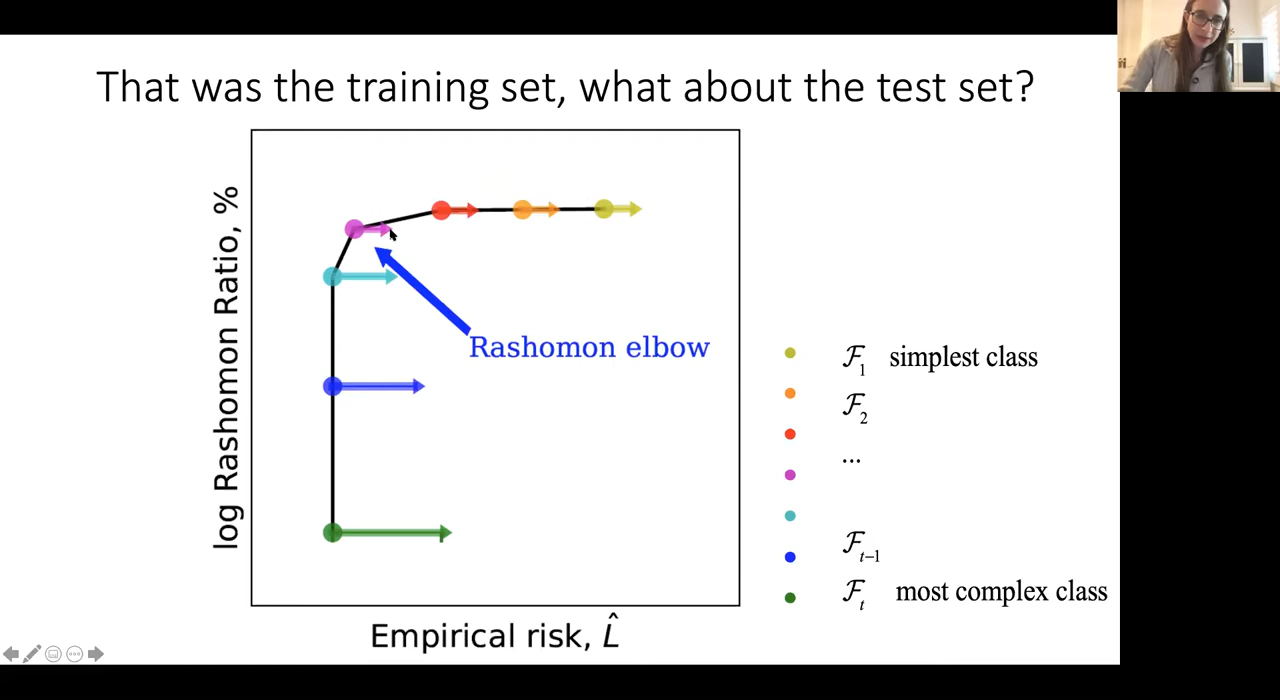 That was the training set, what about the test set?
log Rashomon Ratio, %
Rashomon elbow
Empirical risk, L̂
ℱ₁ simplest class
ℱ₂
...
ℱₜ₋₁
ℱₜ most complex class